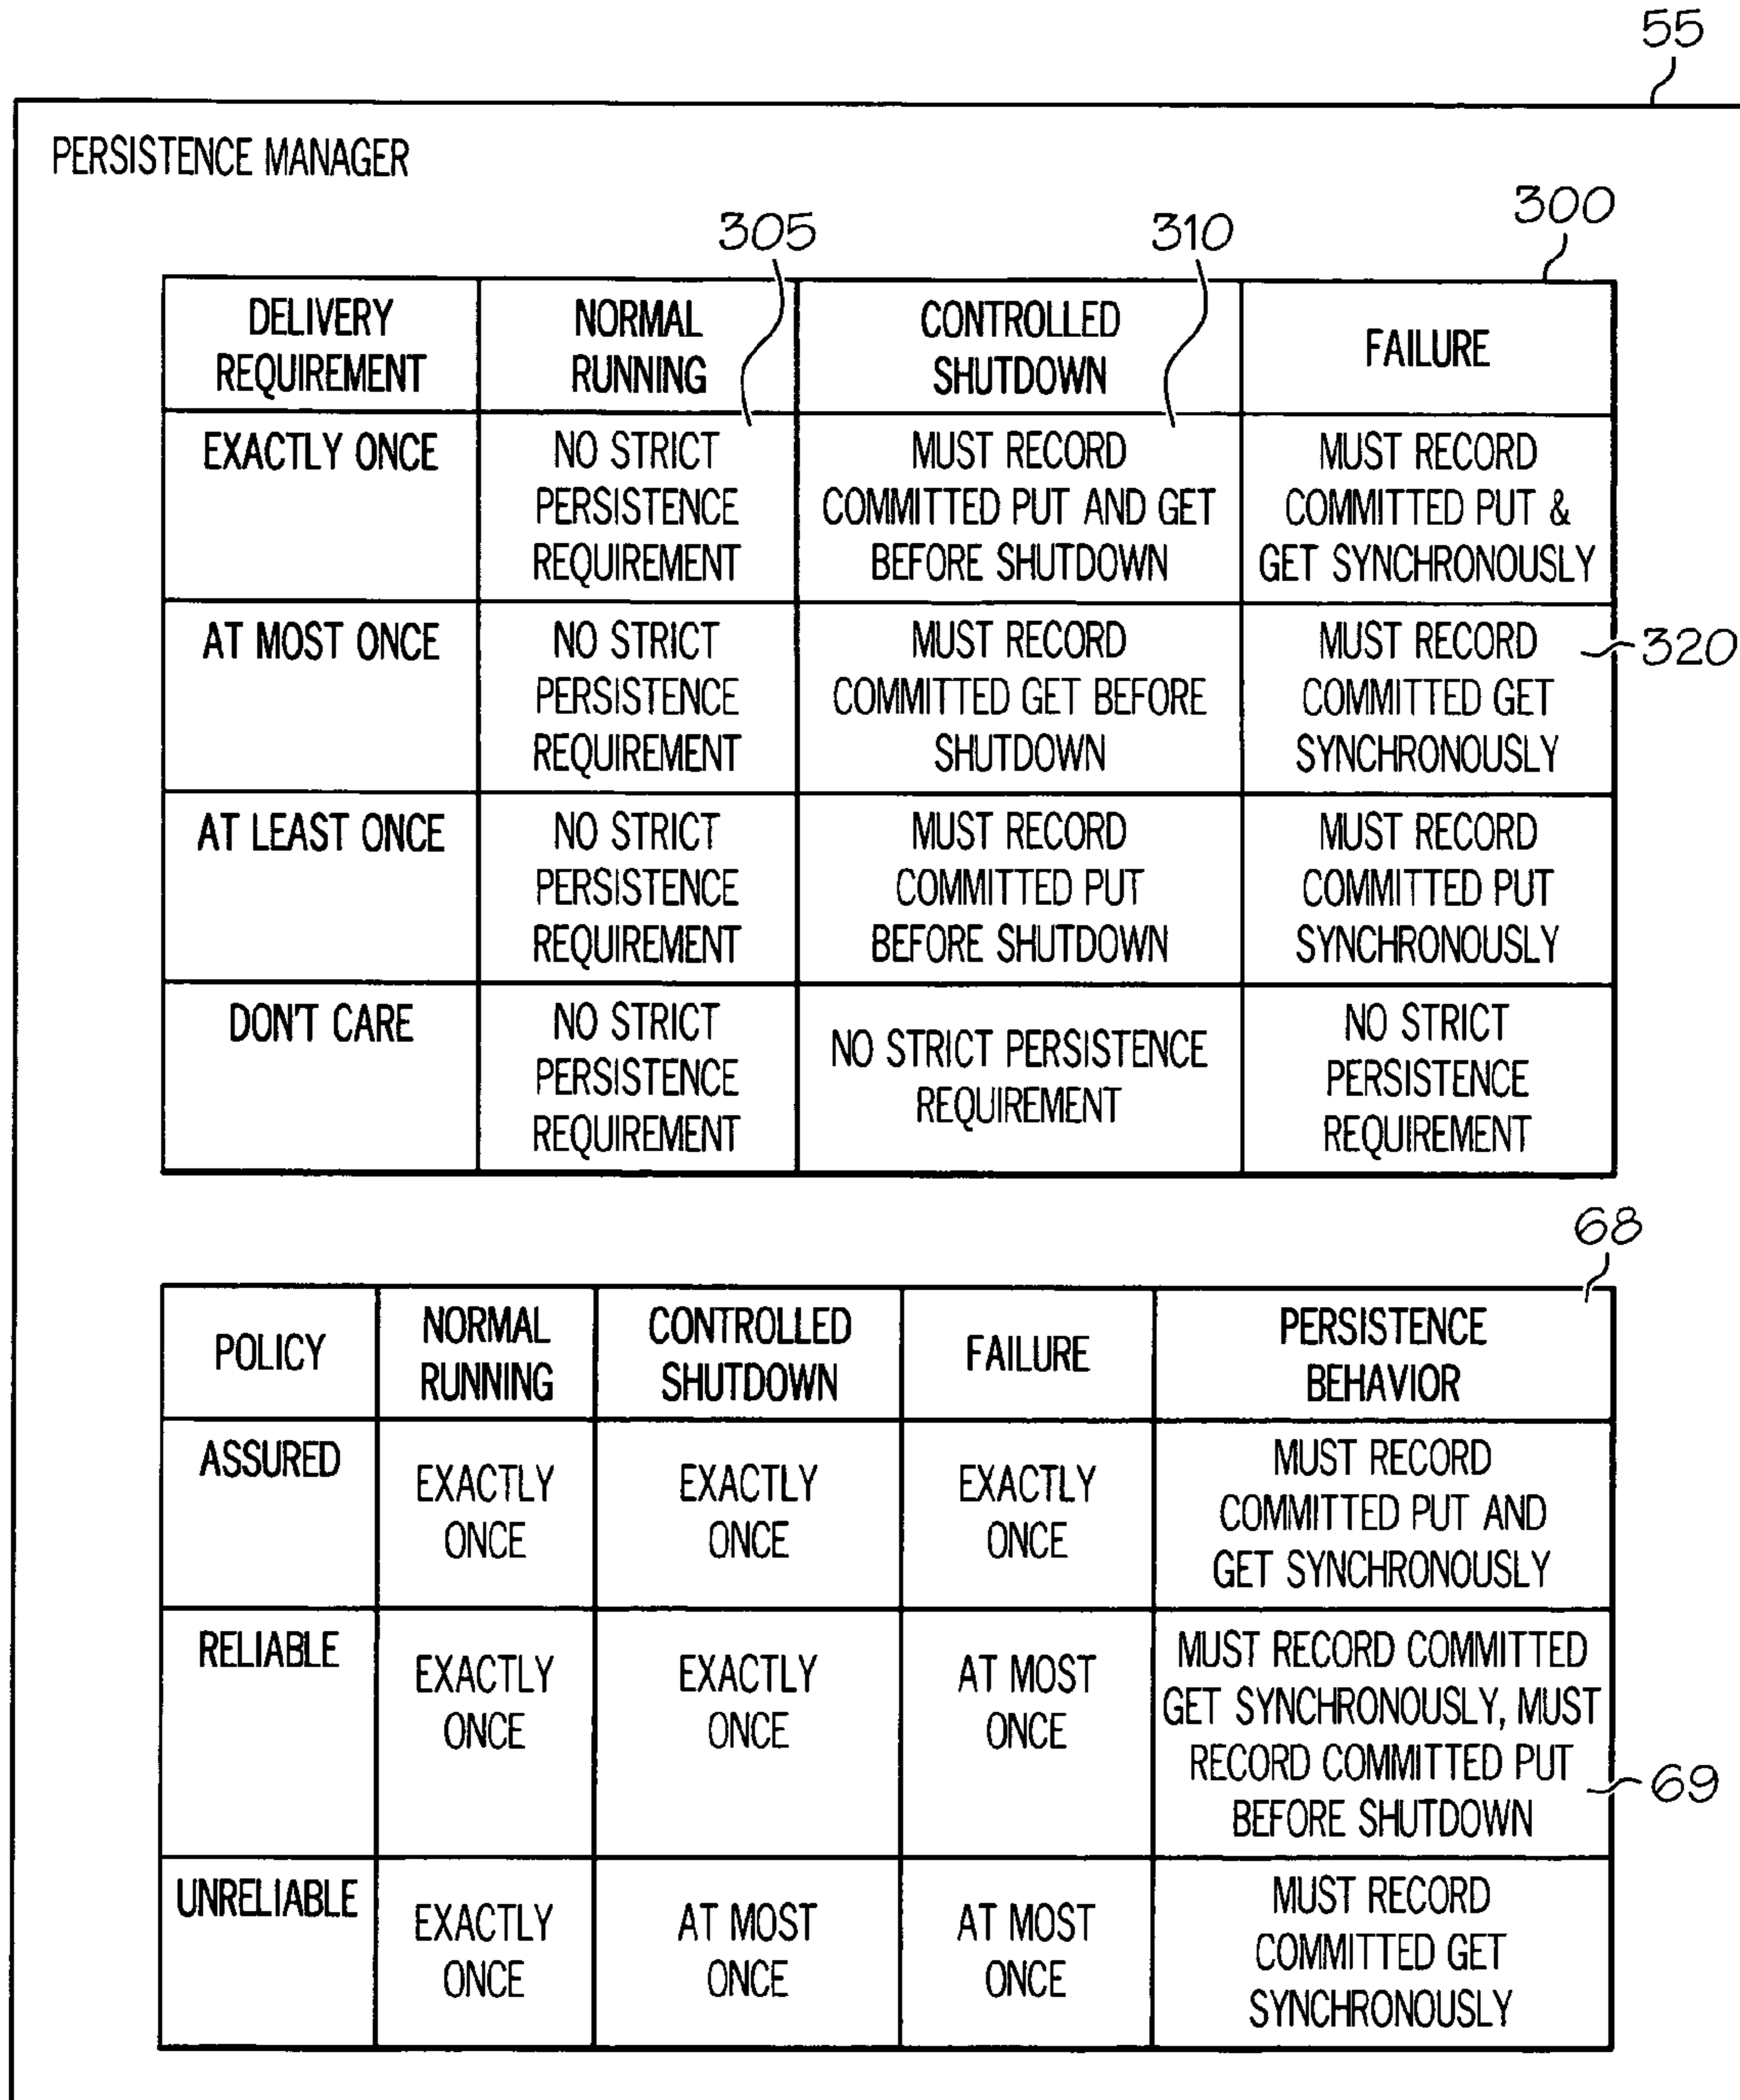 55
PERSISTENCE MANAGER
305
310
300
DELIVERY
REQUIREMENT
NORMAL
RUNNING
CONTROLLED
SHUTDOWN
FAILURE
EXACTLY ONCE
NO STRICT
PERSISTENCE
REQUIREMENT
MUST RECORD
COMMITTED PUT AND GET
BEFORE SHUTDOWN
MUST RECORD
COMMITTED PUT &
GET SYNCHRONOUSLY
AT MOST ONCE
NO STRICT
PERSISTENCE
REQUIREMENT
MUST RECORD
COMMITTED GET BEFORE
SHUTDOWN
MUST RECORD
COMMITTED GET
SYNCHRONOUSLY
320
AT LEAST ONCE
NO STRICT
PERSISTENCE
REQUIREMENT
MUST RECORD
COMMITTED PUT
BEFORE SHUTDOWN
MUST RECORD
COMMITTED PUT
SYNCHRONOUSLY
DON'T CARE
NO STRICT
PERSISTENCE
REQUIREMENT
NO STRICT PERSISTENCE
REQUIREMENT
NO STRICT
PERSISTENCE
REQUIREMENT
68
POLICY
NORMAL
RUNNING
CONTROLLED
SHUTDOWN
FAILURE
PERSISTENCE
BEHAVIOR
ASSURED
EXACTLY
ONCE
EXACTLY
ONCE
EXACTLY
ONCE
MUST RECORD
COMMITTED PUT AND
GET SYNCHRONOUSLY
RELIABLE
EXACTLY
ONCE
EXACTLY
ONCE
AT MOST
ONCE
MUST RECORD COMMITTED
GET SYNCHRONOUSLY, MUST
RECORD COMMITTED PUT
BEFORE SHUTDOWN
69
UNRELIABLE
EXACTLY
ONCE
AT MOST
ONCE
AT MOST
ONCE
MUST RECORD
COMMITTED GET
SYNCHRONOUSLY